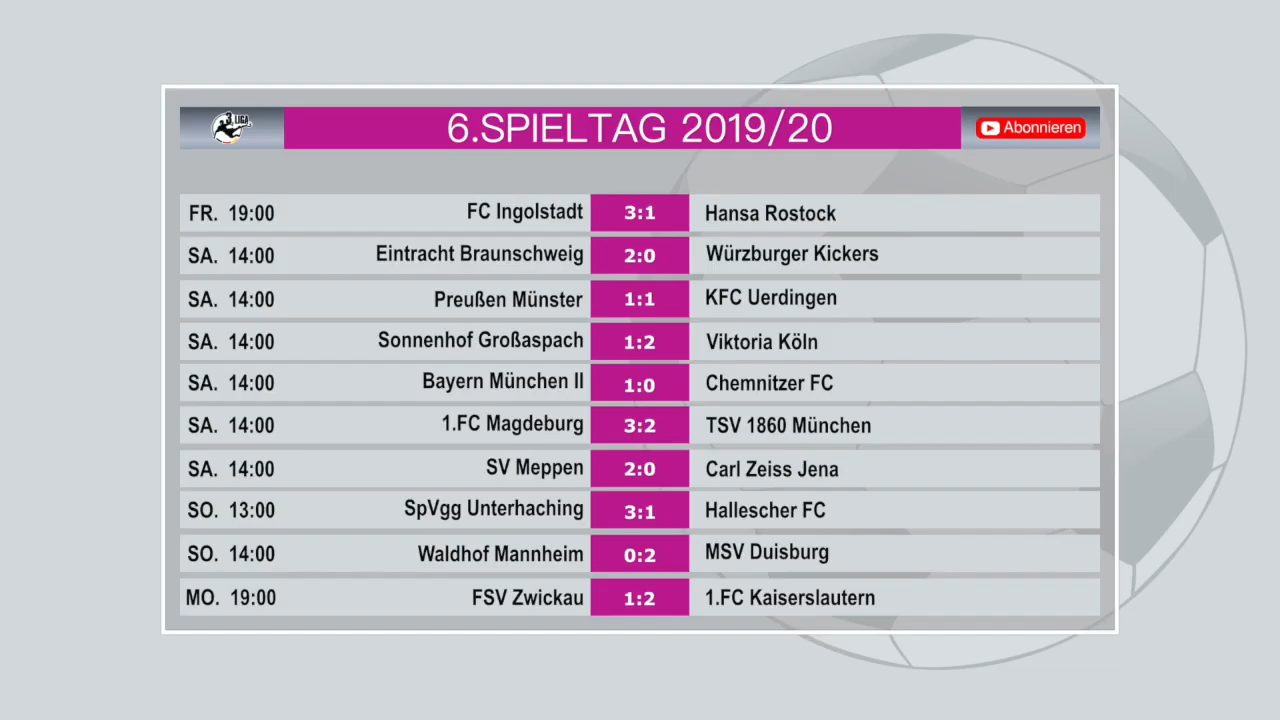 3. LIGA
6.SPIELTAG 2019/20
Abonnieren
FR. 19:00 FC Ingolstadt 3:1 Hansa Rostock
SA. 14:00 Eintracht Braunschweig 2:0 Würzburger Kickers
SA. 14:00 Preußen Münster 1:1 KFC Uerdingen
SA. 14:00 Sonnenhof Großaspach 1:2 Viktoria Köln
SA. 14:00 Bayern München II 1:0 Chemnitzer FC
SA. 14:00 1.FC Magdeburg 3:2 TSV 1860 München
SA. 14:00 SV Meppen 2:0 Carl Zeiss Jena
SO. 13:00 SpVgg Unterhaching 3:1 Hallescher FC
SO. 14:00 Waldhof Mannheim 0:2 MSV Duisburg
MO. 19:00 FSV Zwickau 1:2 1.FC Kaiserslautern